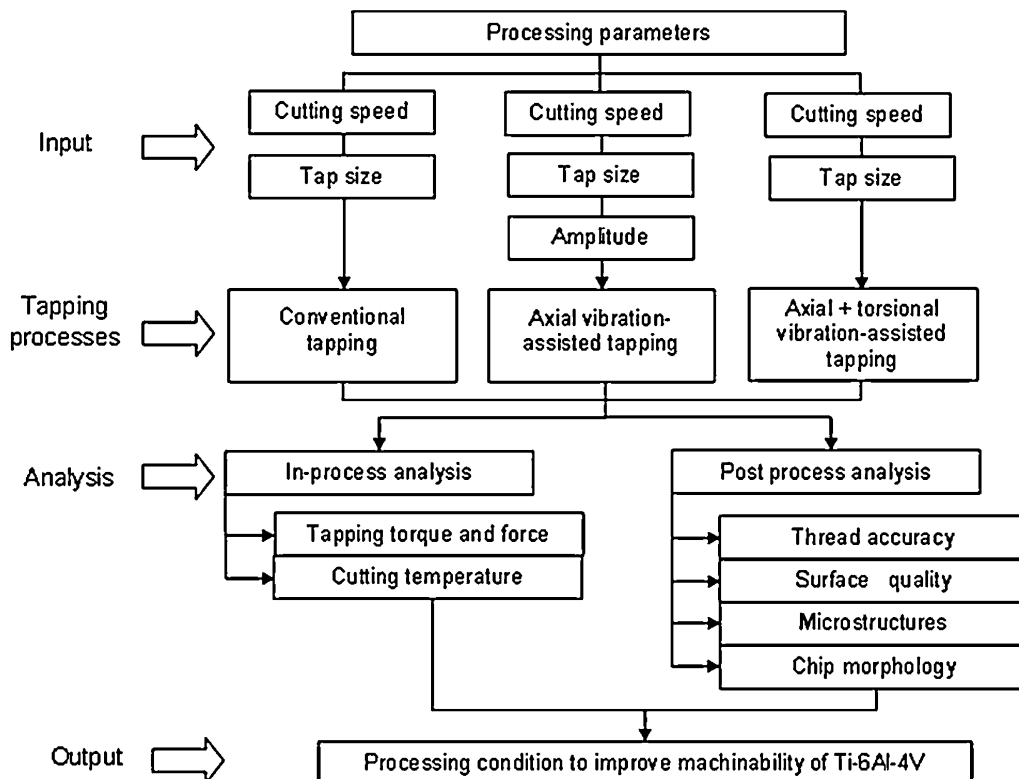 Processing parameters
Input
Cutting speed
Cutting speed
Cutting speed
Tap size
Tap size
Tap size
Amplitude
Tapping
processes
Conventional
tapping
Axial vibration-
assisted tapping
Axial + torsional
vibration-assisted
tapping
Analysis
In-process analysis
Post process analysis
Tapping torque and force
Cutting temperature
Thread accuracy
Surface quality
Microstructures
Chip morphology
Output
Processing condition to improve machinability of Ti-6Al-4V